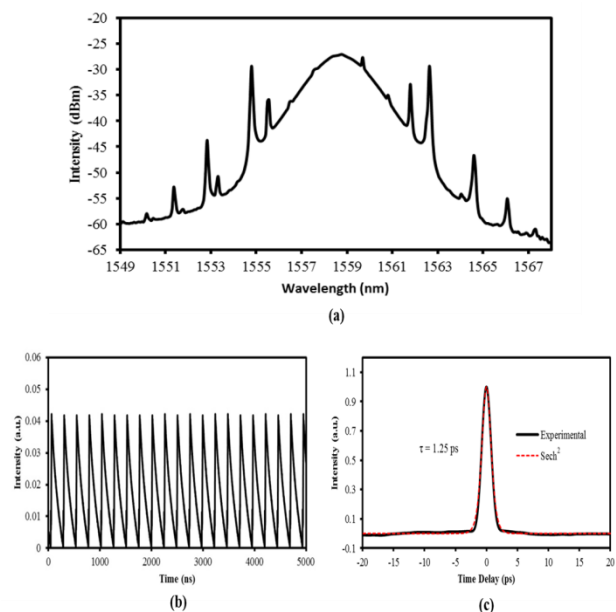 -20
-25
-30
-35
-40
-45
-50
-55
-60
-65
Intensity (dBm)
1549 1551 1553 1555 1557 1559 1561 1563 1565 1567
Wavelength (nm)
(a)
0.06
0.05
0.04
0.03
0.02
0.01
0
Intensity (a.u.)
0 1000 2000 3000 4000 5000
Time (ns)
(b)
1.1
0.9
0.7
0.5
0.3
0.1
-0.1
Intensity (a.u.)
τ = 1.25 ps
Experimental
Sech2
-20 -15 -10 -5 0 5 10 15 20
Time Delay (ps)
(c)